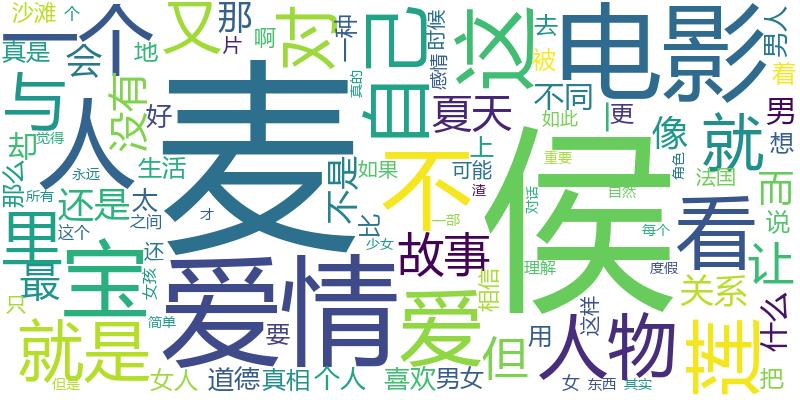 沙滩 个 一个 又 那 对 自己 这 去 电影 男人
真是 会 地 片 啊 一种 感情 时候 被 着
与 人 没有 好 麦 真的 夏天 不同 一 更 男
却 觉得 侯 上 如此 像 就 想
那么 永远 生活 不是 如果 不 可能 重要 角色 法国 而
所有 还是 太 之间 比 对话 自然 看 说
里 这个 才 故事 渣 一部 每个
最 宝 还 少女 相信 理解 度假 让
只 女孩 爱情 爱 这样 关系 什么
就是 简单 要 但 用 人物 莲
但是 女人 道德 真相 个人 喜欢 男女 女 东西 其实 把